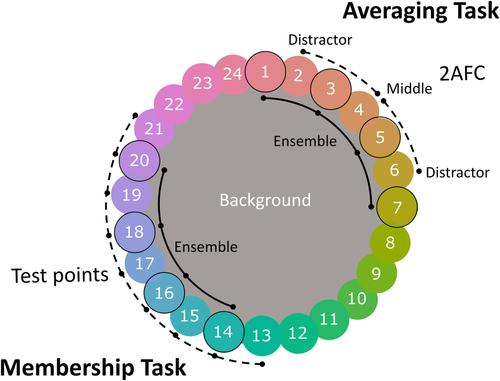 Averaging Task
2AFC
Distractor
Middle
Distractor
Ensemble
Background
Ensemble
Test points
Membership Task
1
2
3
4
5
6
7
8
9
10
11
12
13
14
15
16
17
18
19
20
21
22
23
24